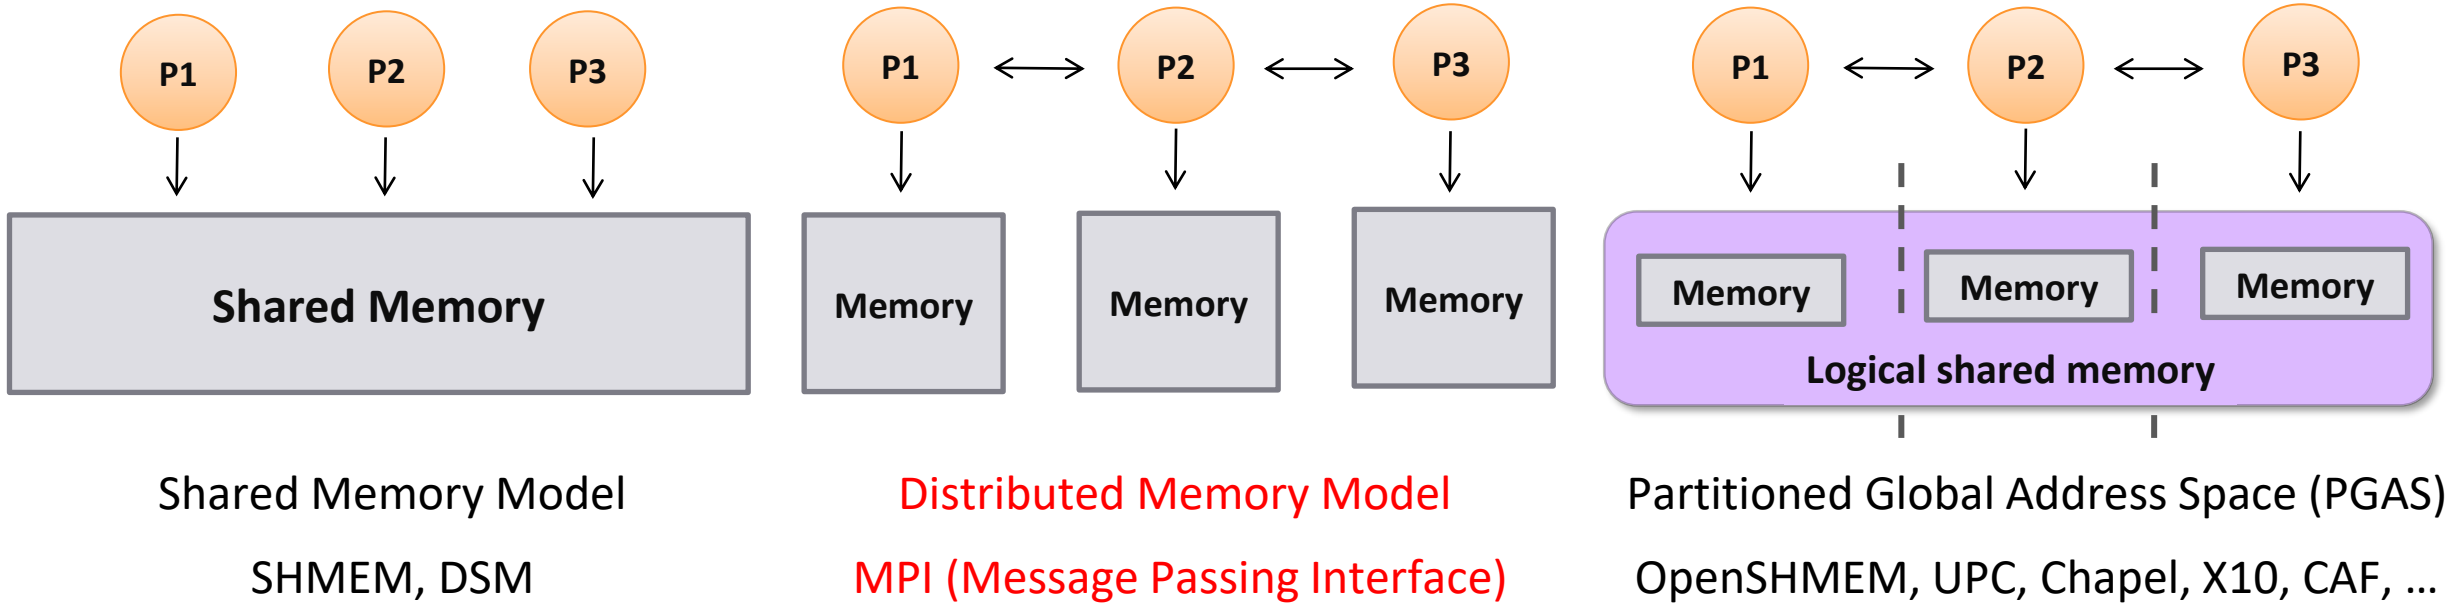 P1
P2
P3
Shared Memory
Shared Memory Model
SHMEM, DSM
P1
P2
P3
Memory
Memory
Memory
Distributed Memory Model
MPI (Message Passing Interface)
P1
P2
P3
Memory
Memory
Memory
Logical shared memory
Partitioned Global Address Space (PGAS)
OpenSHMEM, UPC, Chapel, X10, CAF, …